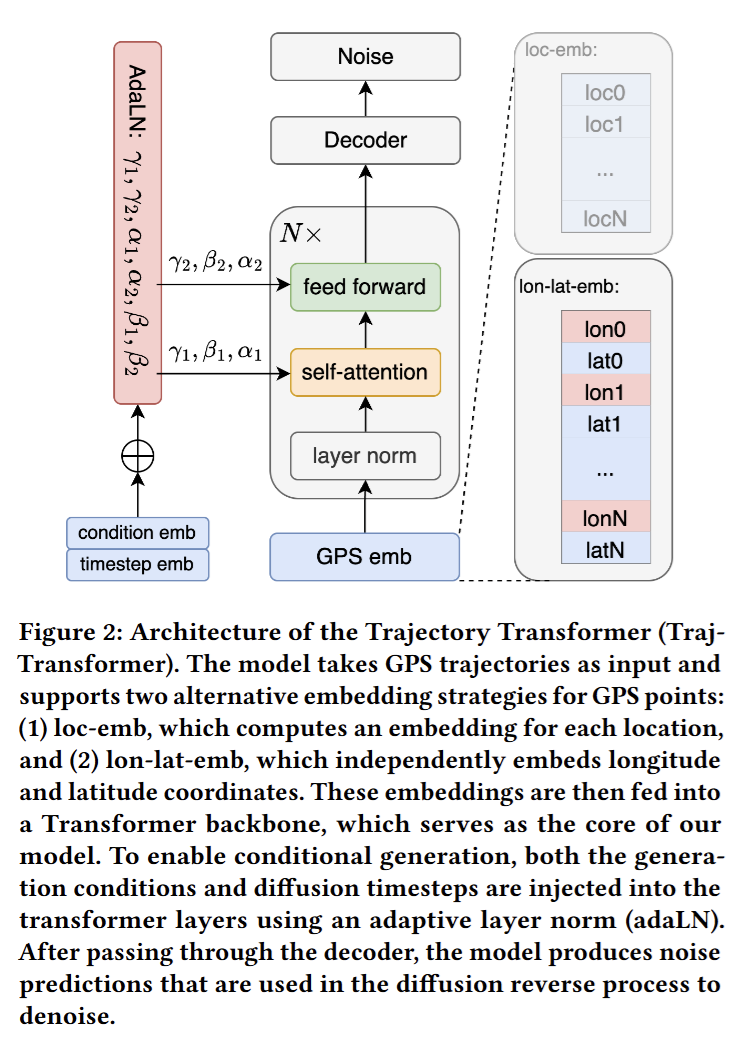 Noise
Decoder
N×
feed forward
self-attention
layer norm
GPS emb
AdaLN: γ₁, γ₂, α₁, α₂, β₁, β₂
γ₂, β₂, α₂
γ₁, β₁, α₁
condition emb
timestep emb
loc-emb:
loc0
loc1
...
locN
lon-lat-emb:
lon0
lat0
lon1
lat1
...
lonN
latN
Figure 2: Architecture of the Trajectory Transformer (Traj-
Transformer). The model takes GPS trajectories as input and
supports two alternative embedding strategies for GPS points:
(1) loc-emb, which computes an embedding for each location,
and (2) lon-lat-emb, which independently embeds longitude
and latitude coordinates. These embeddings are then fed into
a Transformer backbone, which serves as the core of our
model. To enable conditional generation, both the genera-
tion conditions and diffusion timesteps are injected into the
transformer layers using an adaptive layer norm (adaLN).
After passing through the decoder, the model produces noise
predictions that are used in the diffusion reverse process to
denoise.